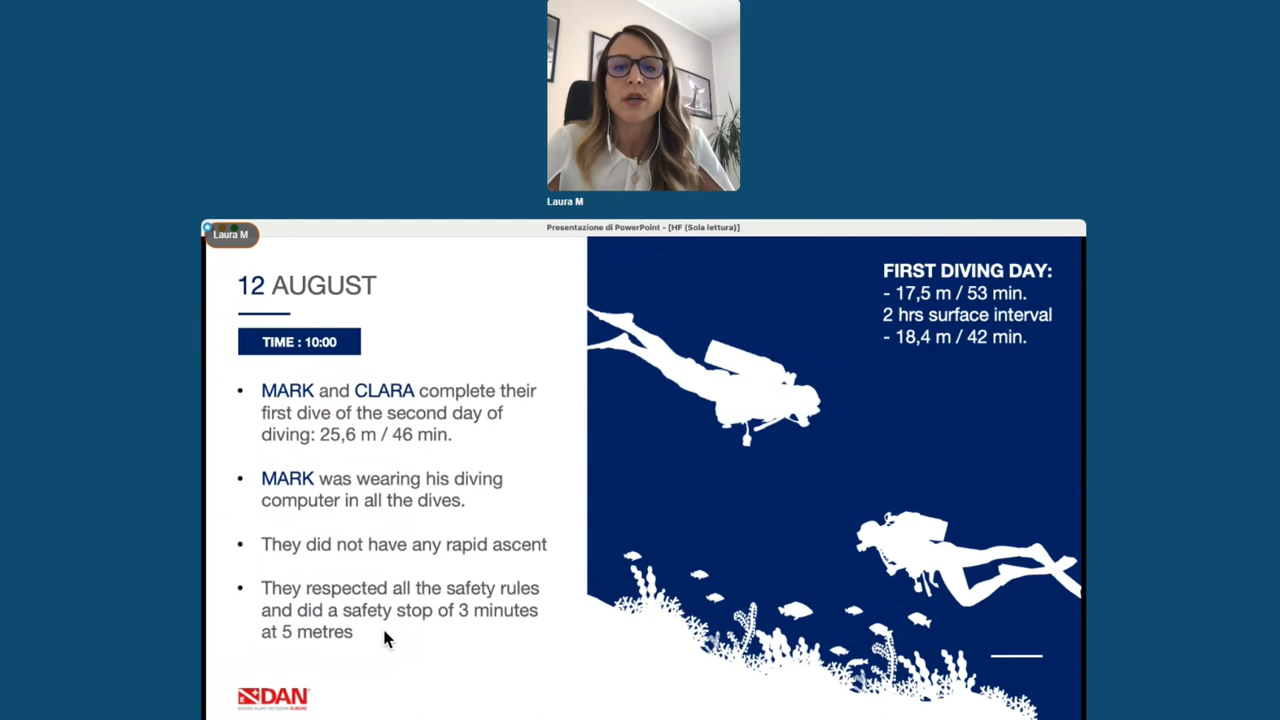 Laura M
Presentazione di PowerPoint - [HF (Sola lettura)]
Laura M
12 AUGUST
TIME : 10:00
• MARK and CLARA complete their
first dive of the second day of
diving: 25,6 m / 46 min.
• MARK was wearing his diving
computer in all the dives.
• They did not have any rapid ascent
• They respected all the safety rules
and did a safety stop of 3 minutes
at 5 metres
FIRST DIVING DAY:
- 17,5 m / 53 min.
2 hrs surface interval
- 18,4 m / 42 min.
DAN
DIVERS ALERT NETWORK EUROPE